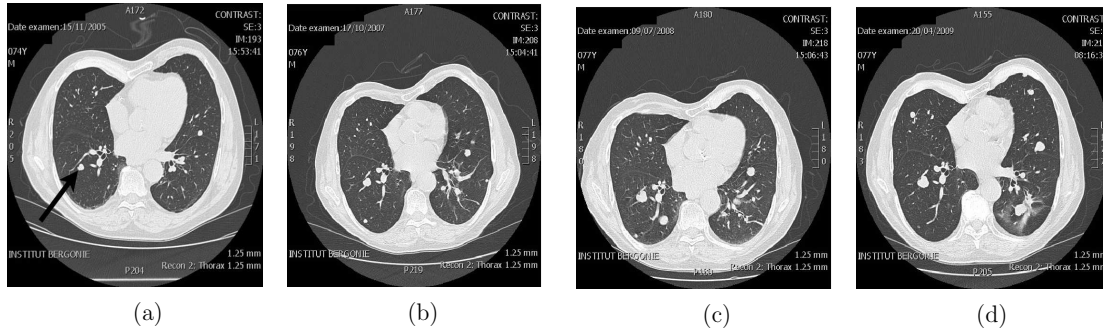 A172
Date examen:15/11/2005
CONTRAST:
SE:3
IM:193
15:53:41
074Y
M
R
L
INSTITUT BERGONIE
1.25 mm
Recon 2: Thorax 1.25 mm
P204
(a)
A177
Date examen:17/10/2007
CONTRAST:
SE:3
IM:208
15:04:41
076Y
M
R
L
INSTITUT BERGONIE
1.25 mm
Recon 2: Thorax 1.25 mm
P219
(b)
A180
Date examen:09/07/2008
CONTRAST:
SE:3
IM:218
15:06:43
077Y
M
R
L
INSTITUT BERGONIE
1.25 mm
Recon 2: Thorax 1.25 mm
(c)
A155
Date examen:20/04/2009
CONTRAST:
SE:3
08:16:3
077Y
M
R
L
INSTITUT BERGONIE
1.25 mm
Recon 2: Thorax 1.25 mm
P205
(d)